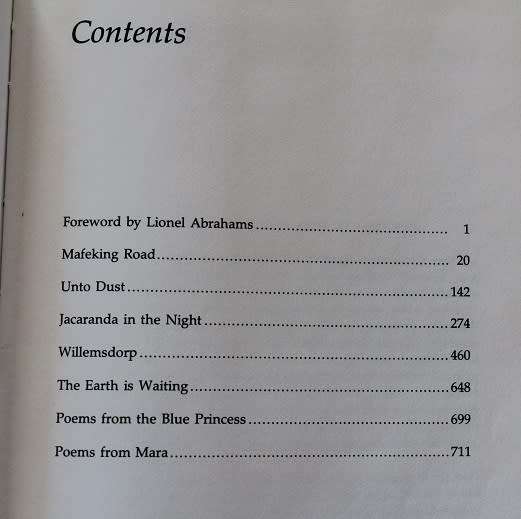 Contents
Foreword by Lionel Abrahams ........................................ 1
Mafeking Road ........................................ 20
Unto Dust ........................................ 142
Jacaranda in the Night ........................................ 274
Willemsdorp ........................................ 460
The Earth is Waiting ........................................ 648
Poems from the Blue Princess ........................................ 699
Poems from Mara ........................................ 711